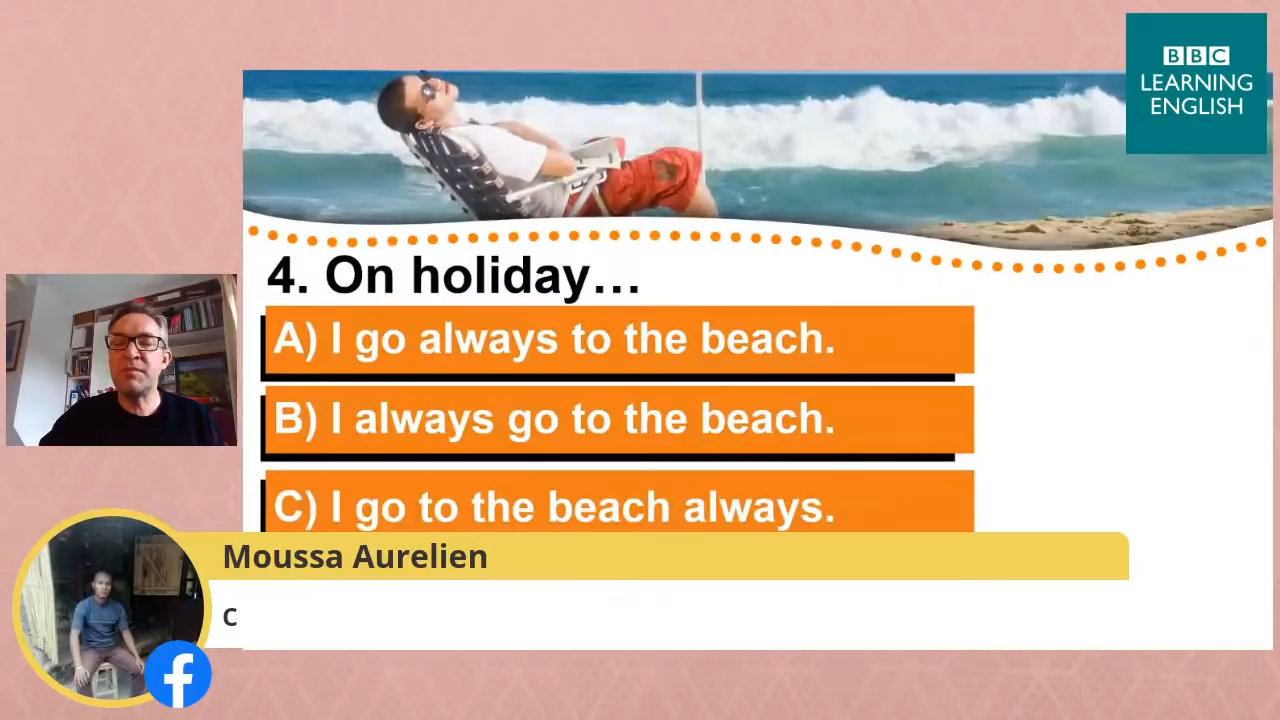 BBC
LEARNING
ENGLISH
4. On holiday…
A) I go always to the beach.
B) I always go to the beach.
C) I go to the beach always.
Moussa Aurelien
C